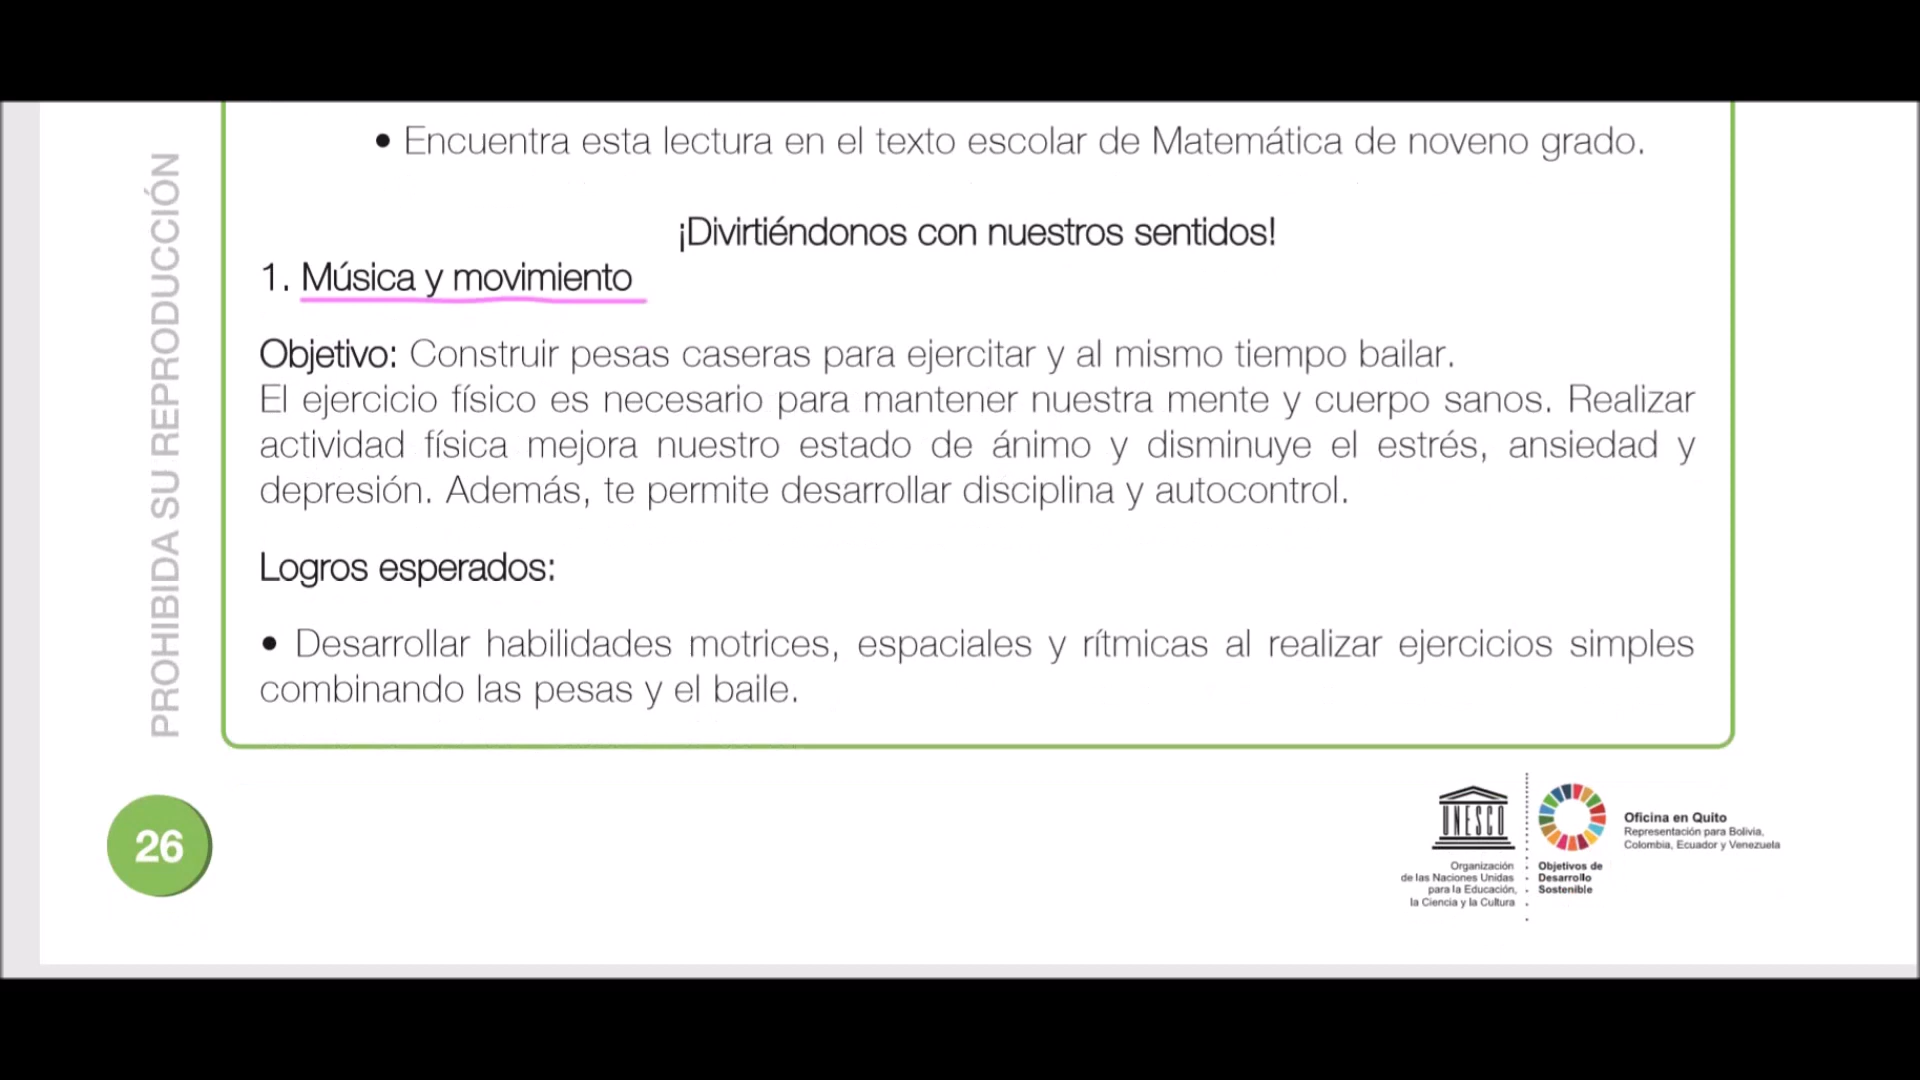 • Encuentra esta lectura en el texto escolar de Matemática de noveno grado.
¡Divirtiéndonos con nuestros sentidos!
1. Música y movimiento
Objetivo: Construir pesas caseras para ejercitar y al mismo tiempo bailar.
El ejercicio físico es necesario para mantener nuestra mente y cuerpo sanos. Realizar
actividad física mejora nuestro estado de ánimo y disminuye el estrés, ansiedad y
depresión. Además, te permite desarrollar disciplina y autocontrol.
Logros esperados:
• Desarrollar habilidades motrices, espaciales y rítmicas al realizar ejercicios simples
combinando las pesas y el baile.
PROHIBIDA SU REPRODUCCIÓN
26
UNESCO
Organización
de las Naciones Unidas
para la Educación,
la Ciencia y la Cultura
Objetivos de
Desarrollo
Sostenible
Oficina en Quito
Representación para Bolivia,
Colombia, Ecuador y Venezuela